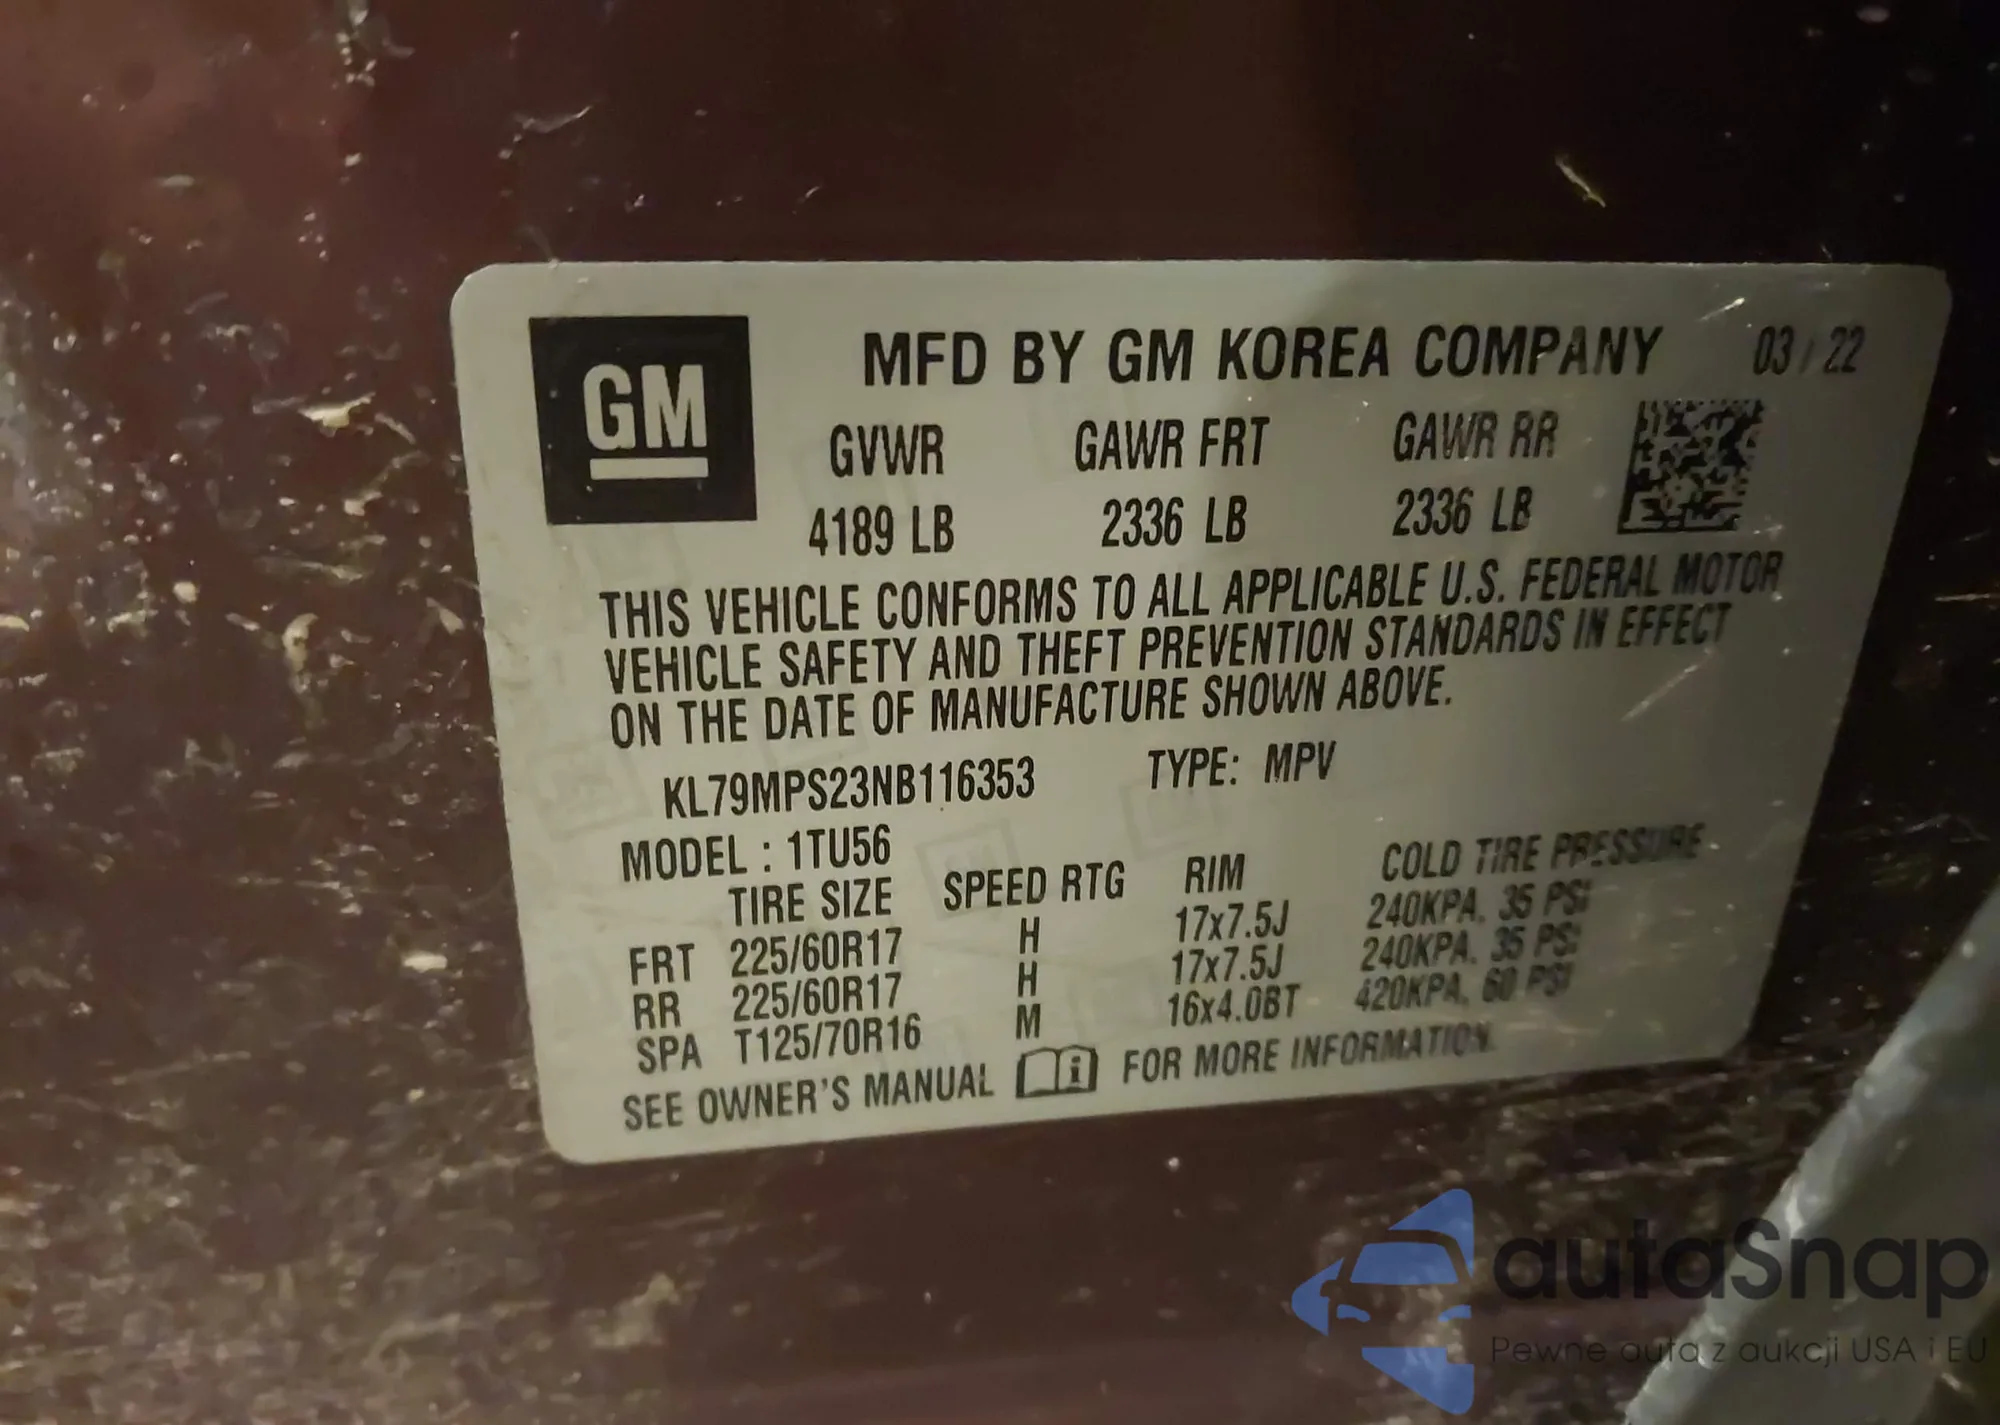 GM
MFD BY GM KOREA COMPANY 03 / 22
GVWR GAWR FRT GAWR RR
4189 LB 2336 LB 2336 LB
THIS VEHICLE CONFORMS TO ALL APPLICABLE U.S. FEDERAL MOTOR
VEHICLE SAFETY AND THEFT PREVENTION STANDARDS IN EFFECT
ON THE DATE OF MANUFACTURE SHOWN ABOVE.
KL79MPS23NB116353 TYPE: MPV
MODEL : 1TU56
TIRE SIZE SPEED RTG RIM COLD TIRE PRESSURE
FRT 225/60R17 H 17x7.5J 240KPA, 35 PSI
RR 225/60R17 H 17x7.5J 240KPA, 35 PSI
SPA T125/70R16 M 16x4.0BT 420KPA, 60 PSI
SEE OWNER'S MANUAL i FOR MORE INFORMATION.
autaSnap
Pewne auta z aukcji USA i EU